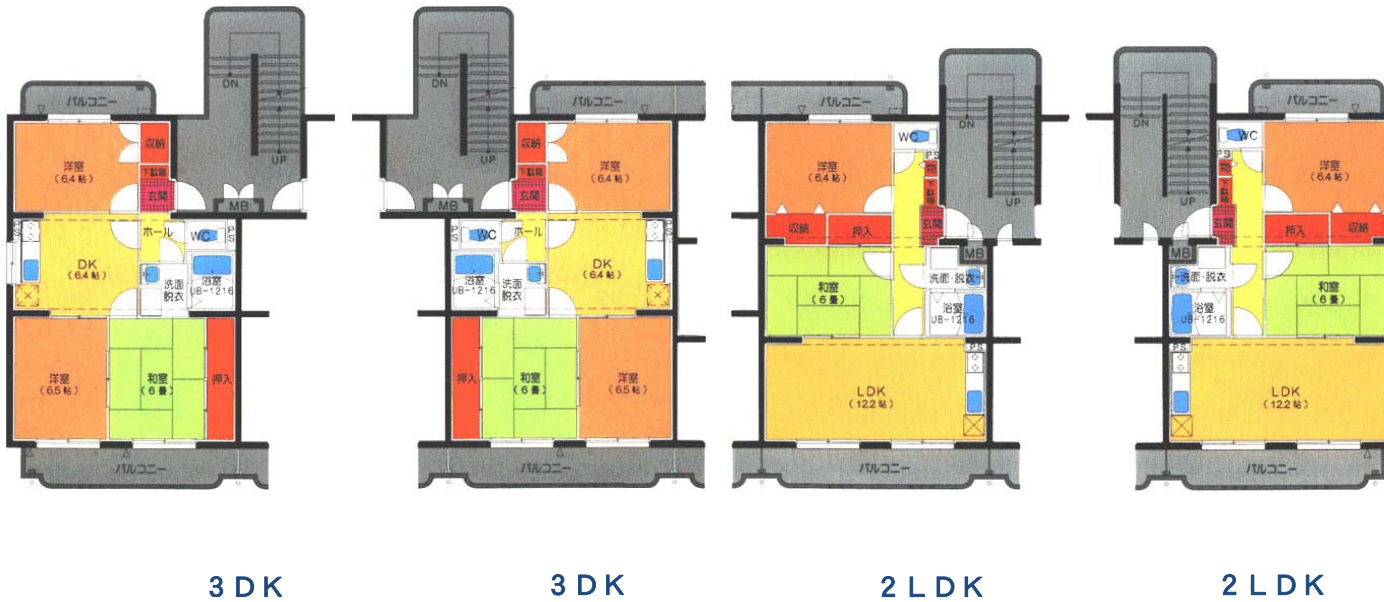 バルコニー
DN
UP
洋室
(6.4帖)
収納
下駄箱
玄関
MB
PS
DK
(6.4帖)
ホール
WC
PS
洗面
脱衣
浴室
UB-1216
洋室
(6.5帖)
和室
(6畳)
押入
バルコニー
3DK
バルコニー
DN
UP
収納
洋室
(6.4帖)
下駄箱
玄関
MB
PS
WC
ホール
DK
(6.4帖)
PS
浴室
UB-1216
洗面
脱衣
押入
和室
(6畳)
洋室
(6.5帖)
バルコニー
3DK
バルコニー
DN
UP
WC
洋室
(6.4帖)
PS
物
下駄箱
玄関
収納
押入
MB
和室
(6畳)
洗面・脱衣
浴室
UB-1216
PS
LDK
(12.2帖)
バルコニー
2LDK
バルコニー
DN
UP
WC
洋室
(6.4帖)
PS
物
下駄箱
玄関
押入
収納
MB
洗面・脱衣
和室
(6畳)
浴室
UB-1216
PS
LDK
(12.2帖)
バルコニー
2LDK